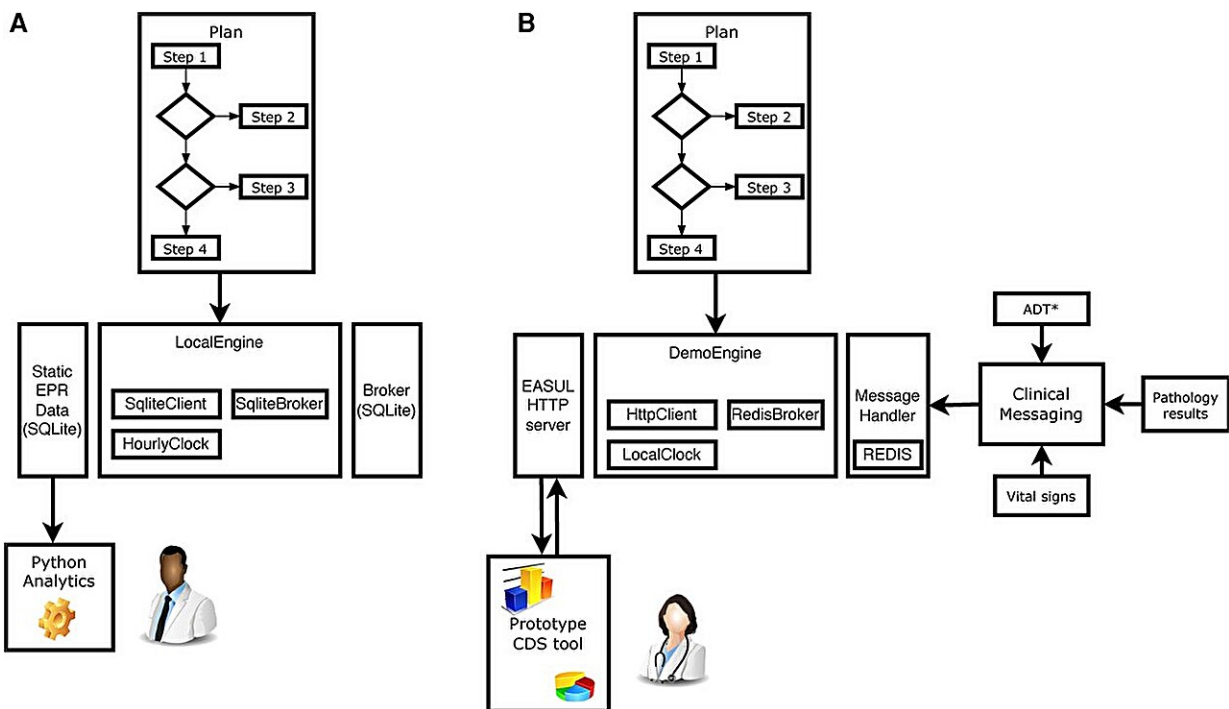 A
Plan
Step 1
Step 2
Step 3
Step 4
Static
EPR
Data
(SQLite)
LocalEngine
SqliteClient
SqliteBroker
HourlyClock
Broker
(SQLite)
Python
Analytics
B
Plan
Step 1
Step 2
Step 3
Step 4
EASUL
HTTP
server
DemoEngine
HttpClient
RedisBroker
LocalClock
Message
Handler
REDIS
ADT*
Clinical
Messaging
Pathology
results
Vital signs
Prototype
CDS tool